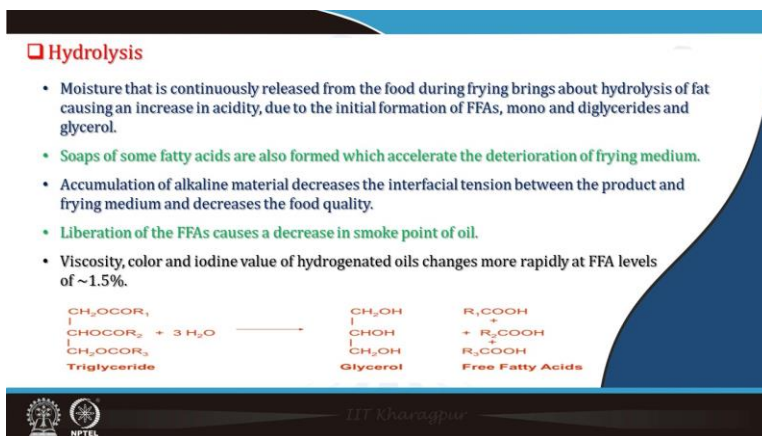 Hydrolysis
• Moisture that is continuously released from the food during frying brings about hydrolysis of fat
causing an increase in acidity, due to the initial formation of FFAs, mono and diglycerides and
glycerol.
• Soaps of some fatty acids are also formed which accelerate the deterioration of frying medium.
• Accumulation of alkaline material decreases the interfacial tension between the product and
frying medium and decreases the food quality.
• Liberation of the FFAs causes a decrease in smoke point of oil.
• Viscosity, color and iodine value of hydrogenated oils changes more rapidly at FFA levels
of ~1.5%.
CH₂OCOR₁ CH₂OH R₁COOH
+
CHOCOR₂ + 3 H₂O CHOH + R₂COOH
+
CH₂OCOR₃ CH₂OH R₃COOH
Triglyceride Glycerol Free Fatty Acids
IIT Kharagpur
NPTEL